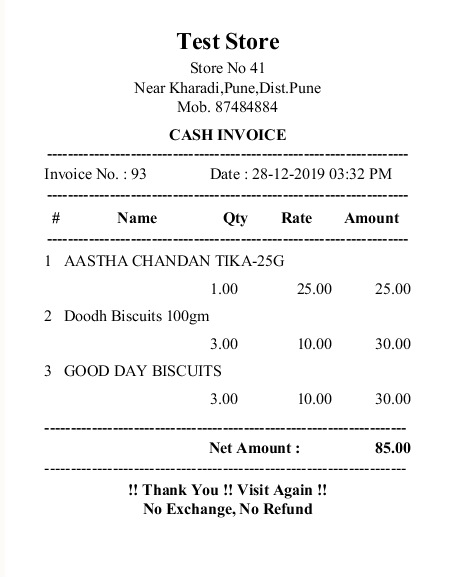 Test Store
Store No 41
Near Kharadi,Pune,Dist.Pune
Mob. 87484884
CASH INVOICE
--------------------------------------------------------------------
Invoice No. : 93 Date : 28-12-2019 03:32 PM
--------------------------------------------------------------------
# Name Qty Rate Amount
--------------------------------------------------------------------
1 AASTHA CHANDAN TIKA-25G
1.00 25.00 25.00
2 Doodh Biscuits 100gm
3.00 10.00 30.00
3 GOOD DAY BISCUITS
3.00 10.00 30.00
--------------------------------------------------------------------
Net Amount : 85.00
--------------------------------------------------------------------
!! Thank You !! Visit Again !!
No Exchange, No Refund